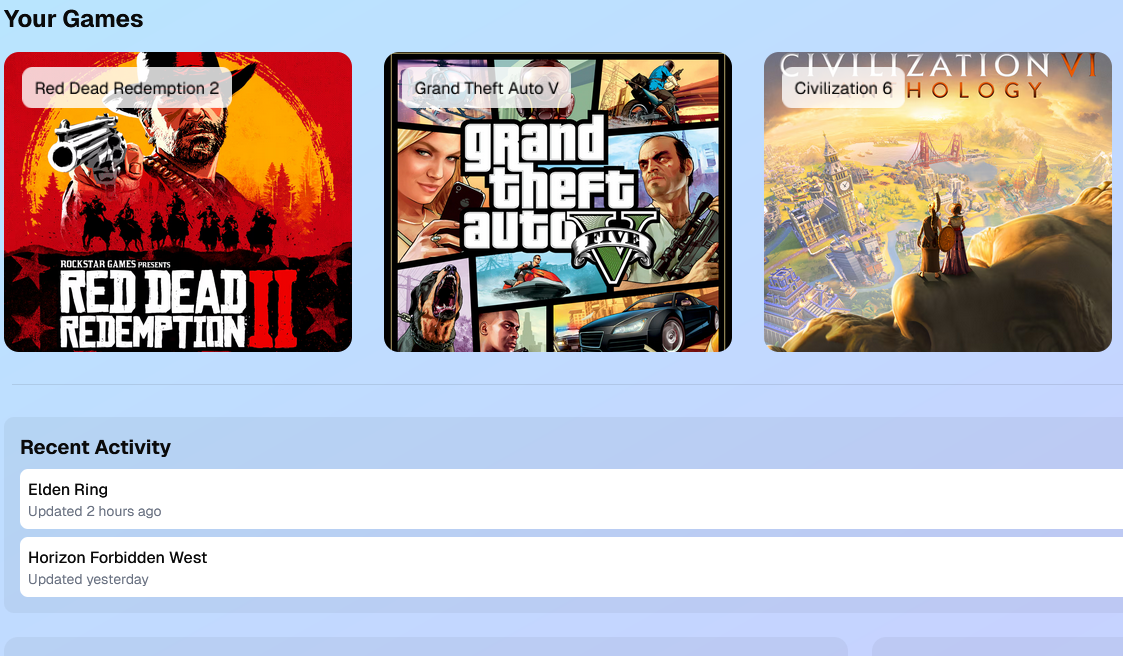 Your Games
Red Dead Redemption 2
ROCKSTAR GAMES PRESENTS
RED DEAD
REDEMPTION II
Grand Theft Auto V
grand
theft
auto V
FIVE
CIVILIZATION VI
Civilization 6
HOLOGY
Recent Activity
Elden Ring
Updated 2 hours ago
Horizon Forbidden West
Updated yesterday